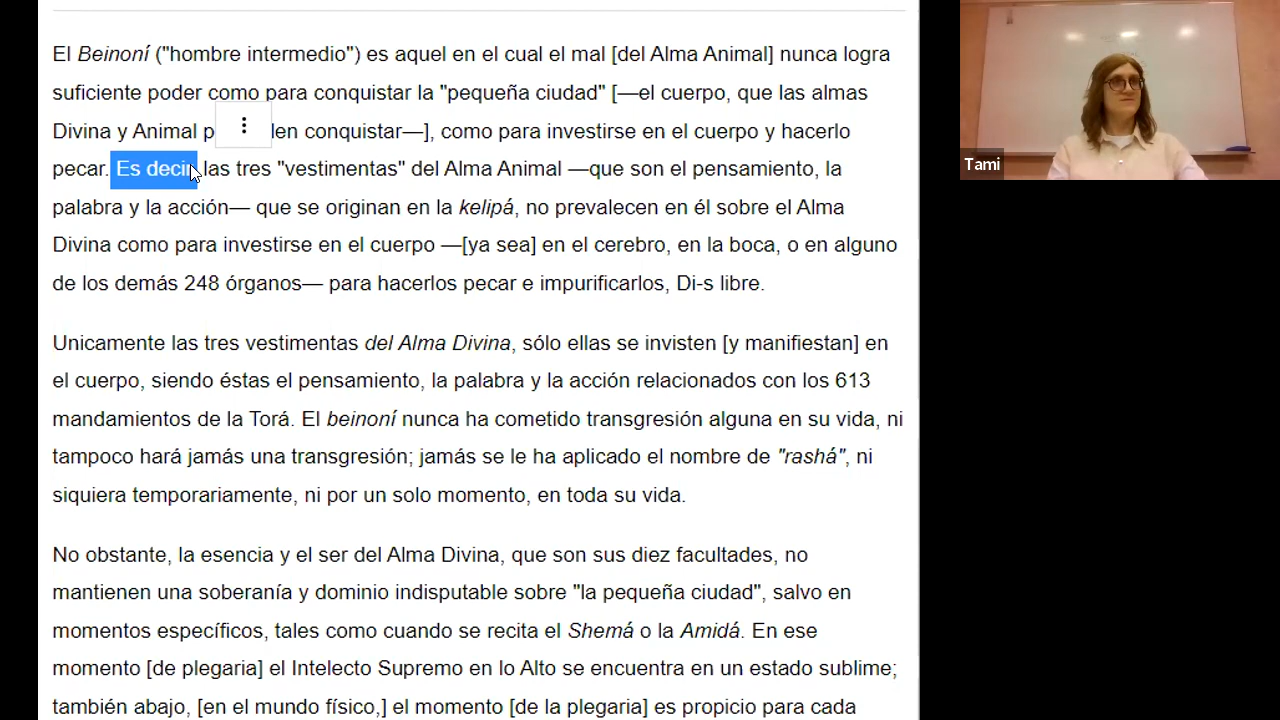 El Beinoní ("hombre intermedio") es aquel en el cual el mal [del Alma Animal] nunca logra
suficiente poder como para conquistar la "pequeña ciudad" [—el cuerpo, que las almas
Divina y Animal conquistar—], como para investirse en el cuerpo y hacerlo
pecar. Es decir las tres "vestimentas" del Alma Animal —que son el pensamiento, la
palabra y la acción— que se originan en la kelipá, no prevalecen en él sobre el Alma
Divina como para investirse en el cuerpo —[ya sea] en el cerebro, en la boca, o en alguno
de los demás 248 órganos— para hacerlos pecar e impurificarlos, Di-s libre.
Unicamente las tres vestimentas del Alma Divina, sólo ellas se invisten [y manifiestan] en
el cuerpo, siendo éstas el pensamiento, la palabra y la acción relacionados con los 613
mandamientos de la Torá. El beinoní nunca ha cometido transgresión alguna en su vida, ni
tampoco hará jamás una transgresión; jamás se le ha aplicado el nombre de "rashá", ni
siquiera temporariamente, ni por un solo momento, en toda su vida.
No obstante, la esencia y el ser del Alma Divina, que son sus diez facultades, no
mantienen una soberanía y dominio indisputable sobre "la pequeña ciudad", salvo en
momentos específicos, tales como cuando se recita el Shemá o la Amidá. En ese
momento [de plegaria] el Intelecto Supremo en lo Alto se encuentra en un estado sublime;
también abajo, [en el mundo físico,] el momento [de la plegaria] es propicio para cada
Tami